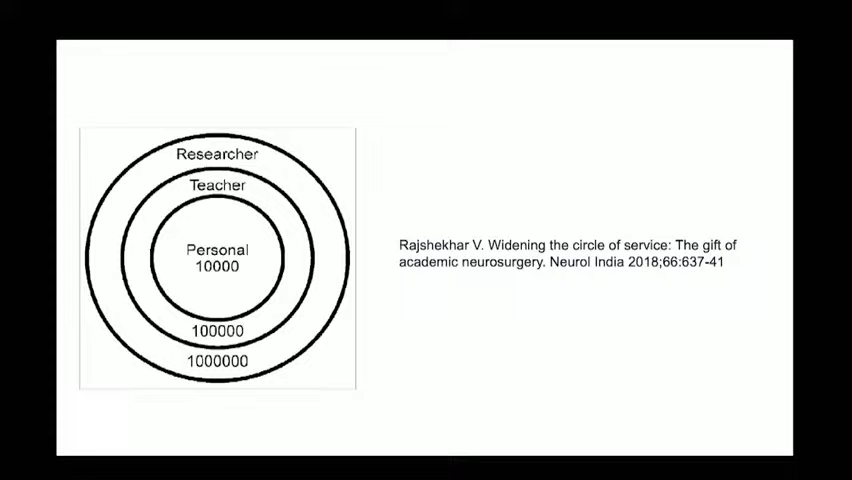 Researcher
Teacher
Personal
10000
100000
1000000
Rajshekhar V. Widening the circle of service: The gift of
academic neurosurgery. Neurol India 2018;66:637-41